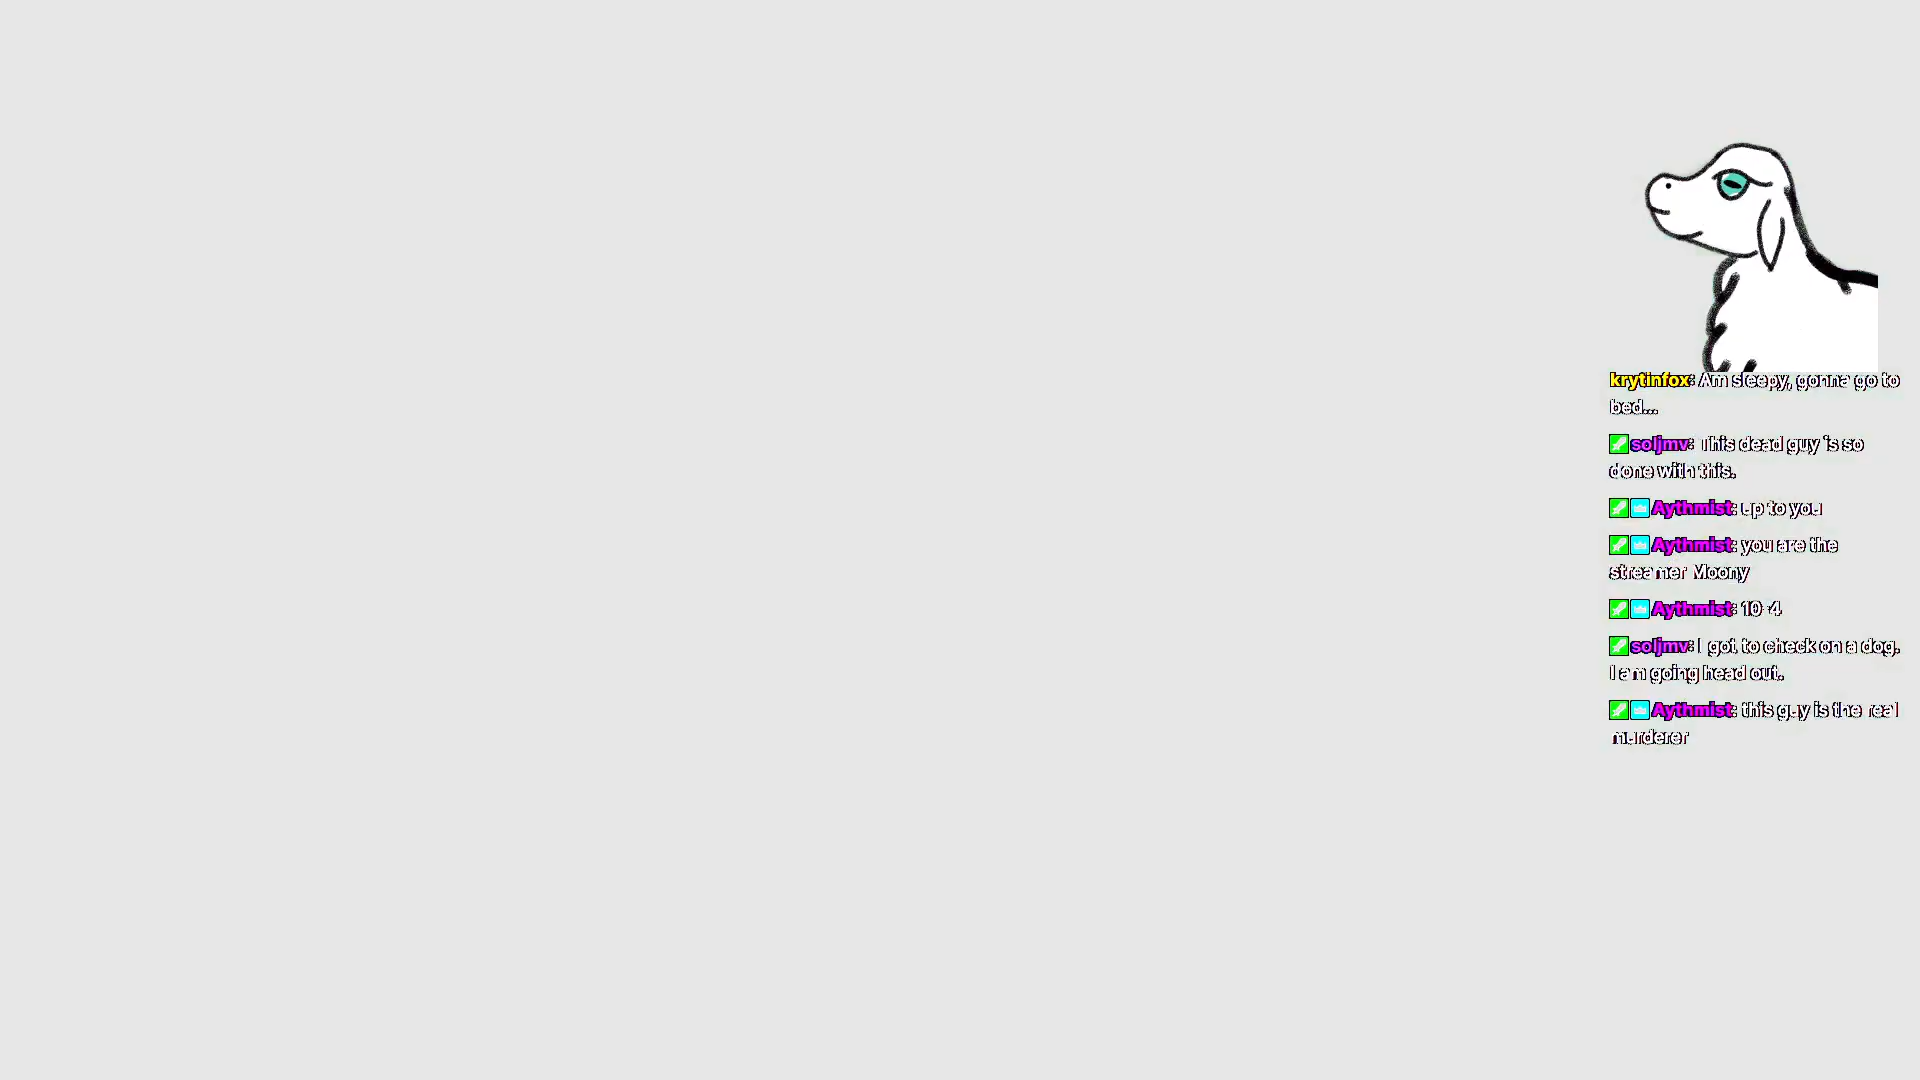 krytinfox: Am sleepy, gonna go to
bed...
soljmv: This dead guy is so
done with this.
Aythmist: up to you
Aythmist: you are the
streamer Moony
Aythmist: 10-4
soljmv: I got to check on a dog.
I am going head out.
Aythmist: this guy is the real
murderer